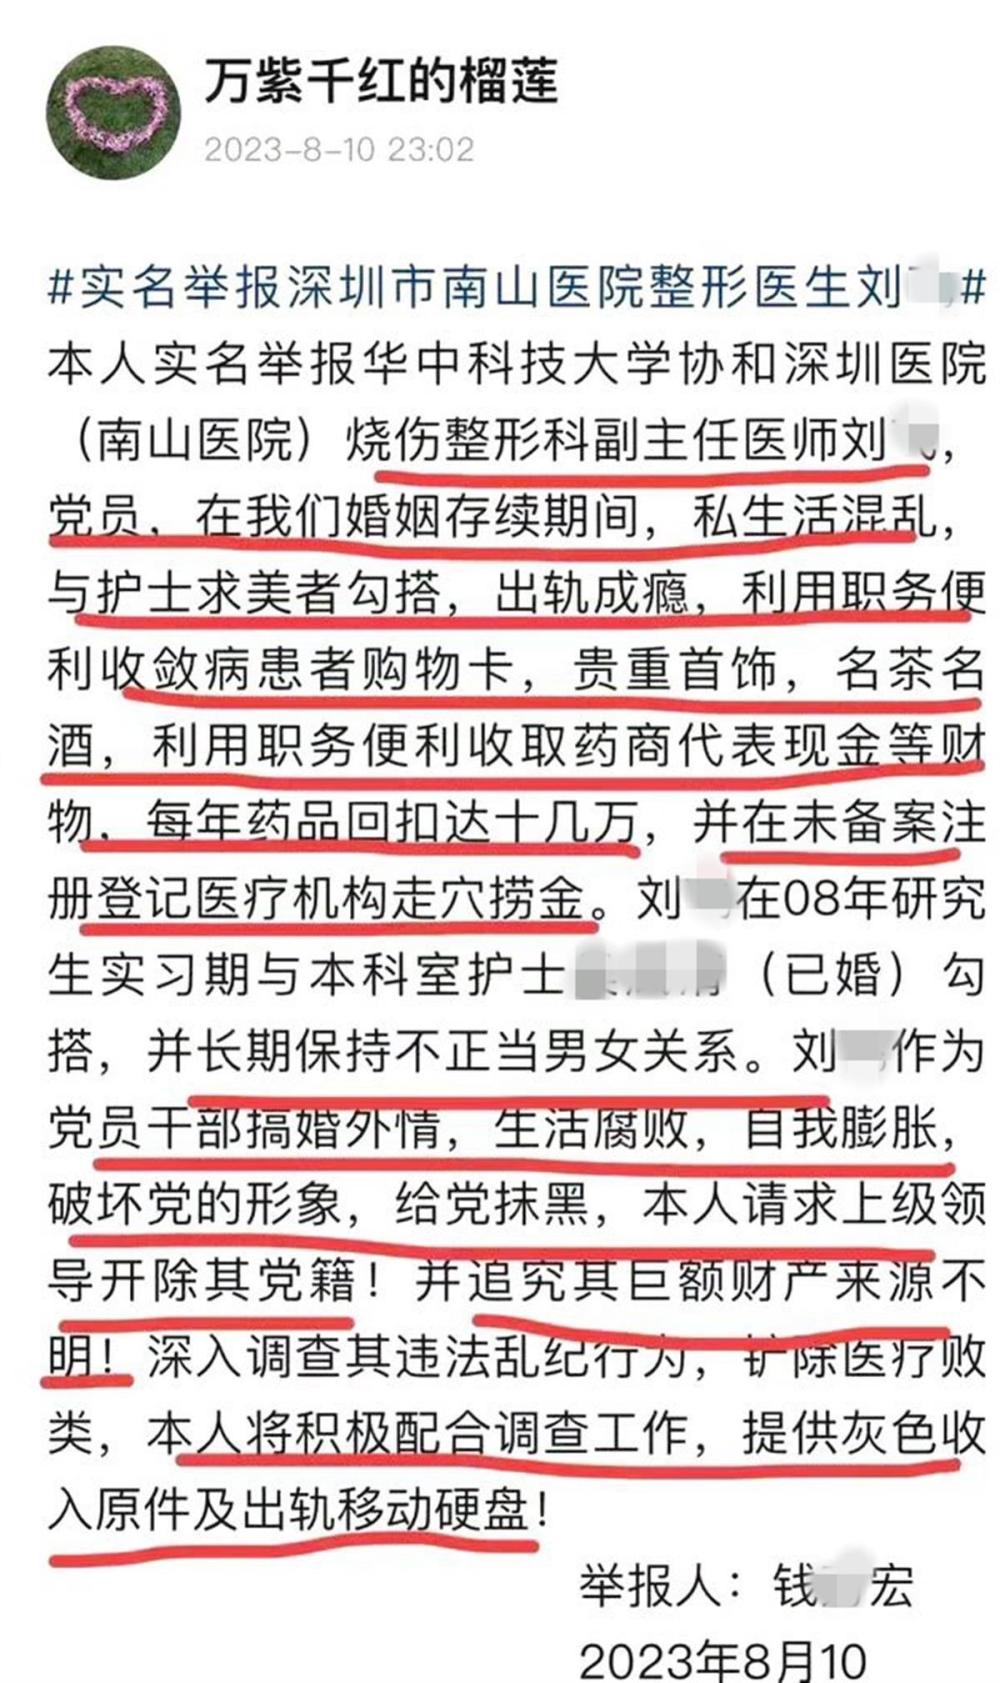 万紫千红的榴莲
2023-8-10 23:02
#实名举报深圳市南山医院整形医生刘#
本人实名举报华中科技大学协和深圳医院
（南山医院）烧伤整形科副主任医师刘，
党员，在我们婚姻存续期间，私生活混乱，
与护士求美者勾搭，出轨成瘾，利用职务便
利收敛病患者购物卡，贵重首饰，名茶名
酒，利用职务便利收取药商代表现金等财
物，每年药品回扣达十几万，并在未备案注
册登记医疗机构走穴捞金。刘在08年研究
生实习期与本科室护士（已婚）勾
搭，并长期保持不正当男女关系。刘作为
党员干部搞婚外情，生活腐败，自我膨胀，
破坏党的形象，给党抹黑，本人请求上级领
导开除其党籍！并追究其巨额财产来源不
明！深入调查其违法乱纪行为，铲除医疗败
类，本人将积极配合调查工作，提供灰色收
入原件及出轨移动硬盘！
举报人：钱宏
2023年8月10